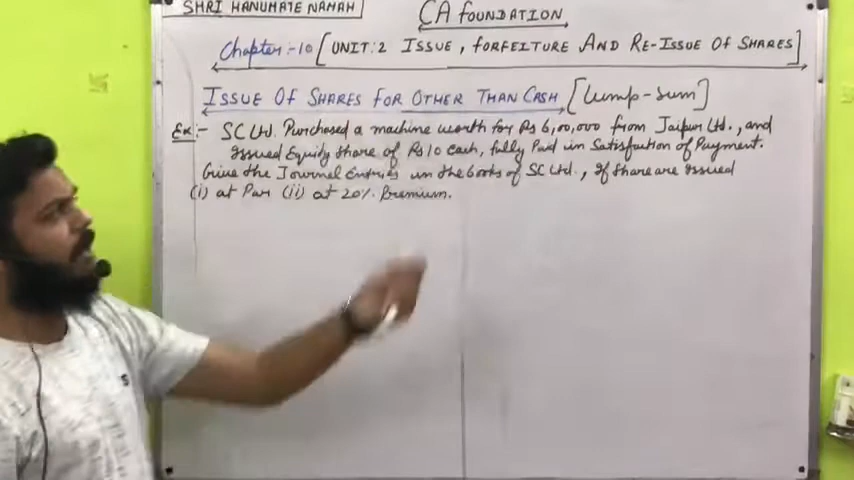 SHRI HANUMATE NAMAH
CA FOUNDATION
Chapter:-10 [UNIT:2 ISSUE, FORFEITURE AND RE-ISSUE OF SHARES]
ISSUE OF SHARES FOR OTHER THAN CASH [Lump-sum]
Ex:- SC Ltd. Purchased a machine worth for Rs 6,00,000 from Jaipur Ltd., and
issued Equity share of Rs 10 each, fully Paid in Satisfaction of Payment.
Give the Journal Entries in the books of SC Ltd., If share are issued
(i) at Par (ii) at 20% Premium.